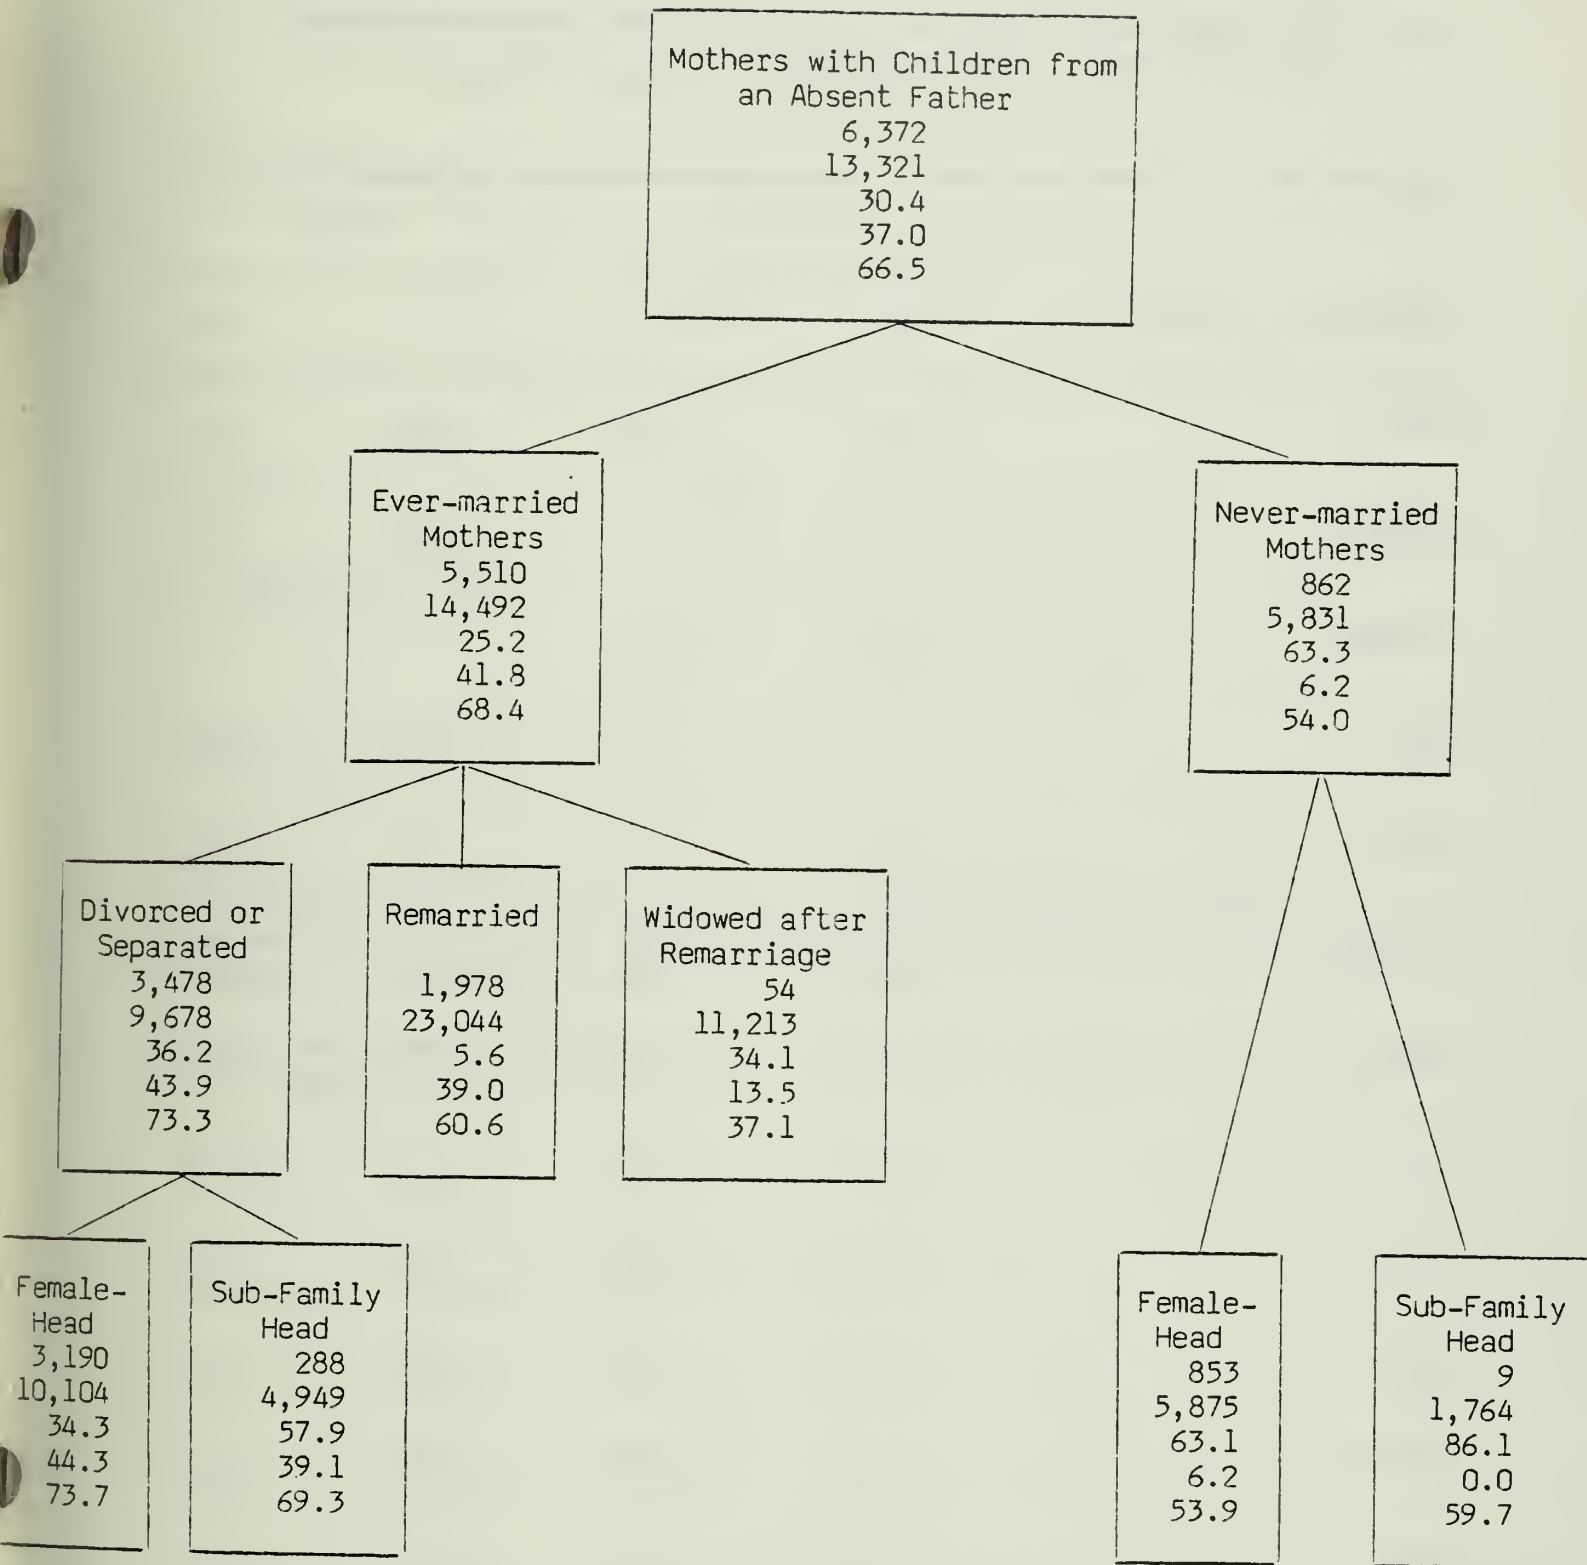 Mothers with Children from
an Absent Father
6,372
13,321
30.4
37.0
66.5
Ever-married
Mothers
5,510
14,492
25.2
41.8
68.4
Never-married
Mothers
862
5,831
63.3
6.2
54.0
Divorced or
Separated
3,478
9,678
36.2
43.9
73.3
Remarried
1,978
23,044
5.6
39.0
60.6
Widowed after
Remarriage
54
11,213
34.1
13.5
37.1
Female-
Head
3,190
10,104
34.3
44.3
73.7
Sub-Family
Head
288
4,949
57.9
39.1
69.3
Female-
Head
853
5,875
63.1
6.2
53.9
Sub-Family
Head
9
1,764
86.1
0.0
59.7